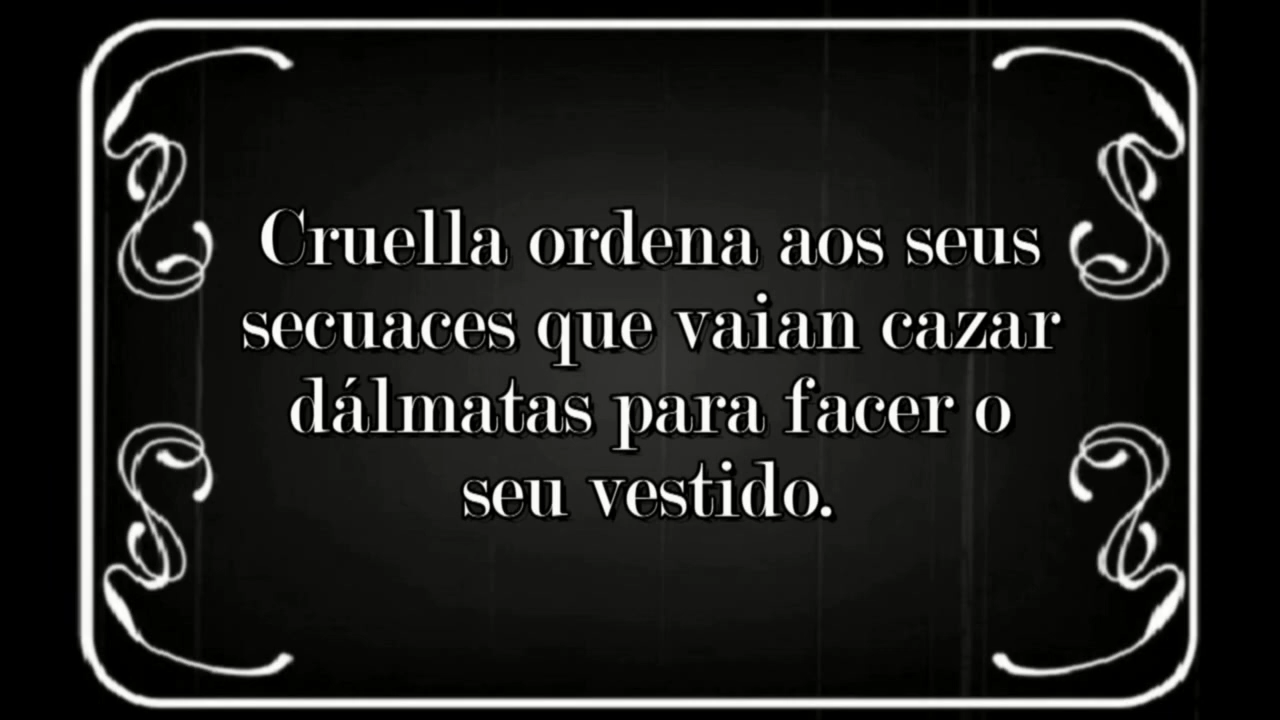 Cruella ordena aos seus
secuaces que vaian cazar
dálmatas para facer o
seu vestido.